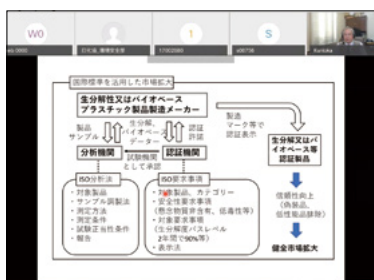 WO
1
S
国際標準を活用した市場拡大
生分解性又はバイオベース
プラスチック製品製造メーカー
製品
サンプル
生分解、
バイオベース
データー
認証
許諾
製造
マーク等で
認証表示
分析機関
試験機関
として承認
認証機関
生分解又はバ
イオベース等
認証製品
ISO分析法
・対象製品
・サンプル調製法
・測定方法
・測定条件
・試験正当性条件
・報告
ISO要求事項
・対象製品、カテゴリー
・安全性要求事項
(懸念物質非含有、低毒性等)
・対象要求事項
(生分解度パスレベル
2年間で90%等)
・表示法
信頼性向上
(偽装品、
低性能品排除)
健全市場拡大